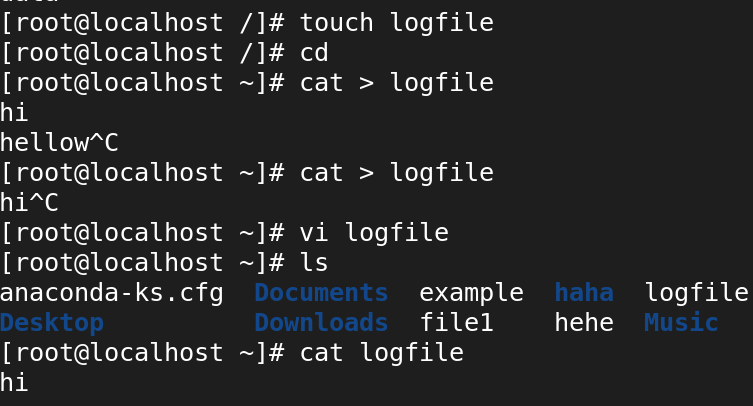 [root@localhost /]# touch logfile
[root@localhost /]# cd
[root@localhost ~]# cat > logfile
hi
hellow^C
[root@localhost ~]# cat > logfile
hi^C
[root@localhost ~]# vi logfile
[root@localhost ~]# ls
anaconda-ks.cfg  Documents  example  haha  logfile
Desktop          Downloads  file1    hehe  Music
[root@localhost ~]# cat logfile
hi